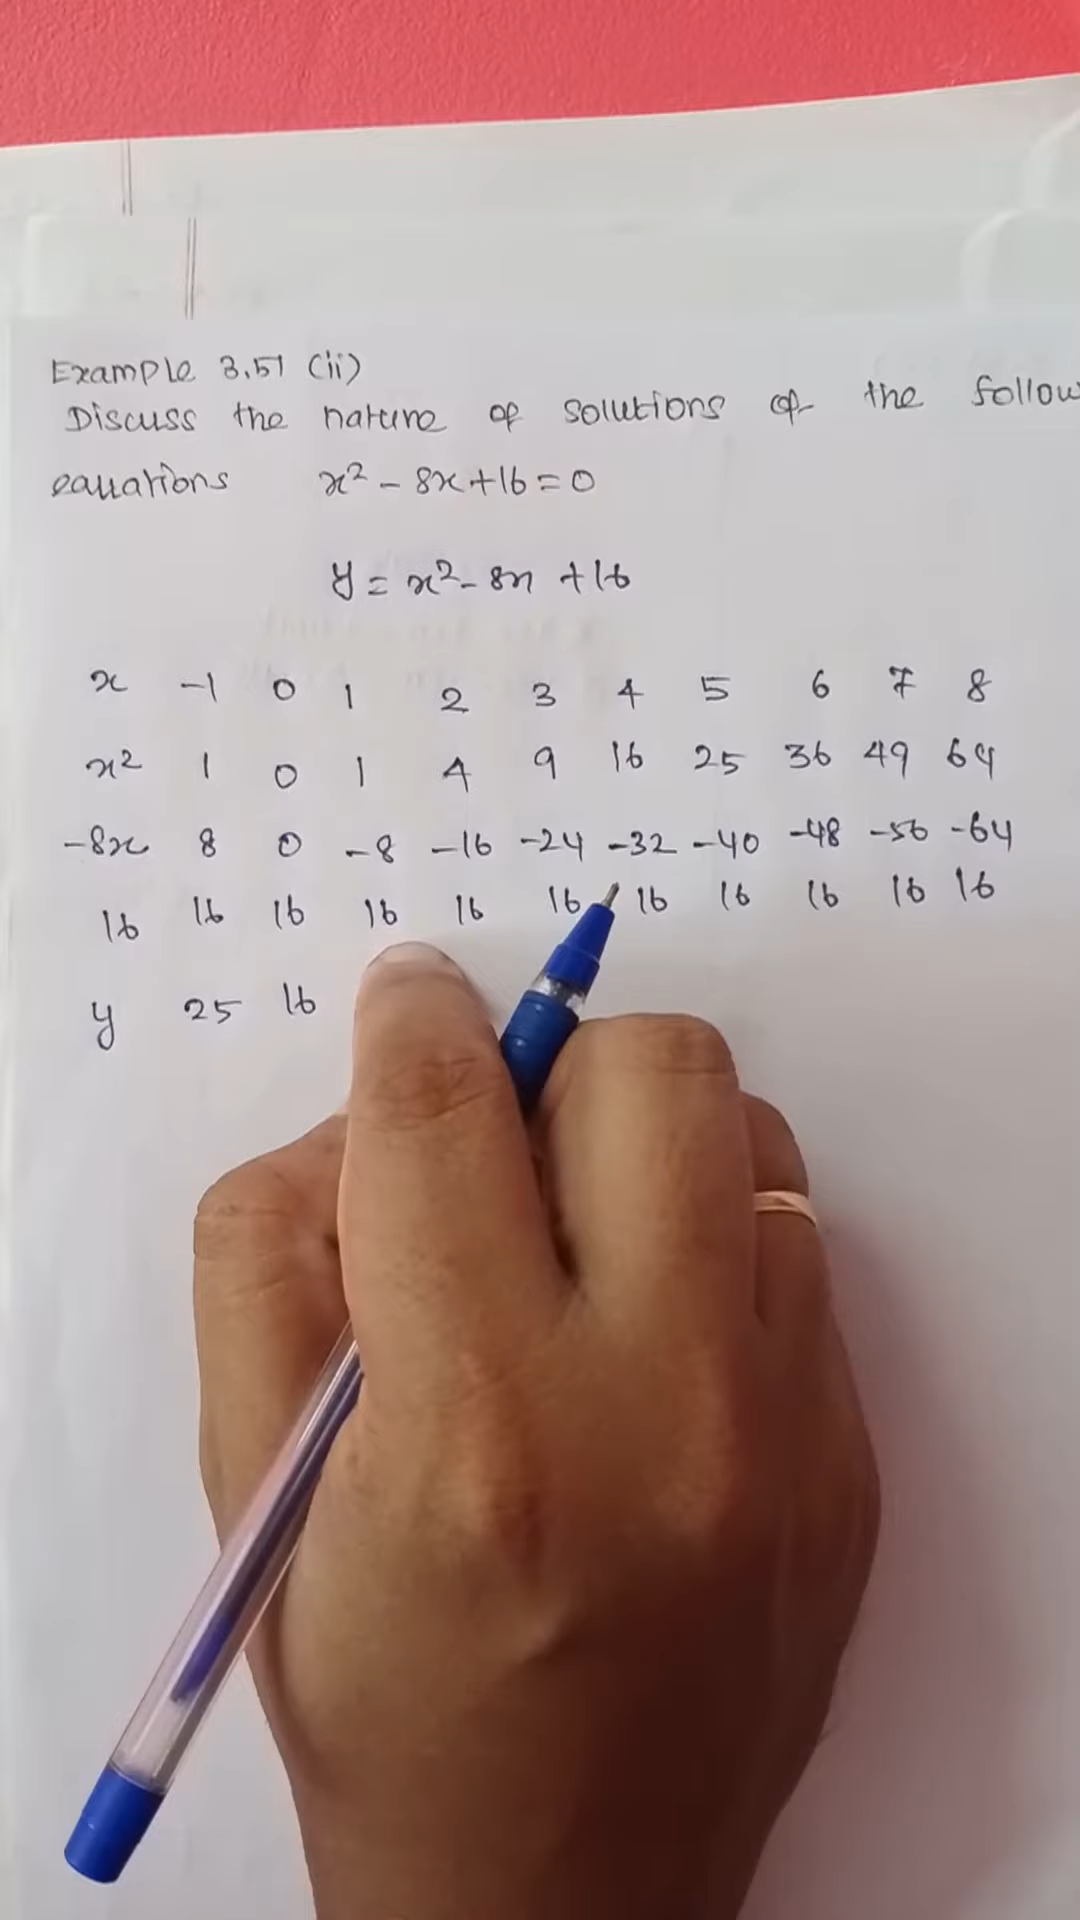 Example 3.51 (ii)
Discuss the nature of solutions of the follow
equations x² - 8x + 16 = 0
y = x² - 8x + 16
x -1 0 1 2 3 4 5 6 7 8
x² 1 0 1 4 9 16 25 36 49 64
-8x 8 0 -8 -16 -24 -32 -40 -48 -56 -64
16 16 16 16 16 16 16 16 16 16 16
y 25 16